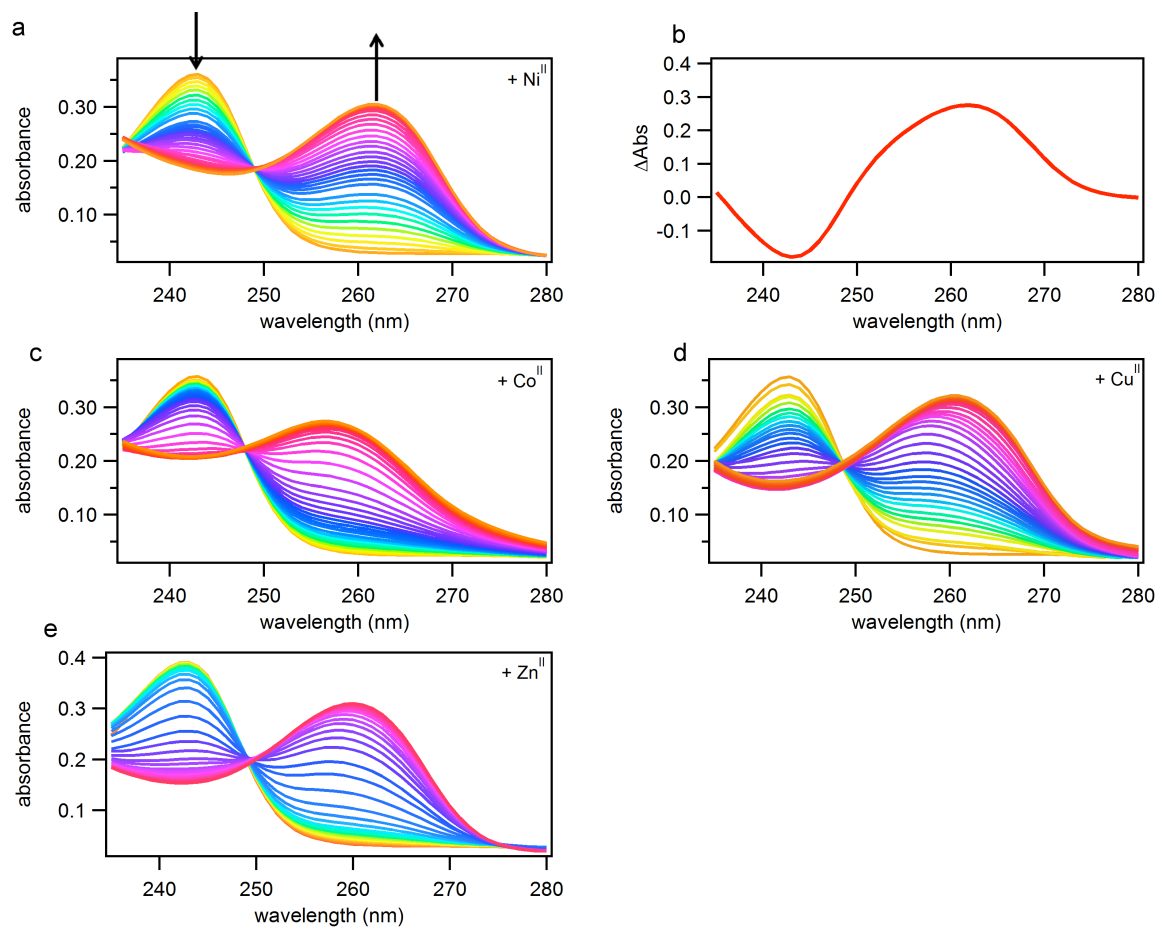 a
b
+ Ni^II
absorbance
0.30
0.20
0.10
240
250
260
270
280
wavelength (nm)
ΔAbs
0.4
0.3
0.2
0.1
0.0
-0.1
240
250
260
270
280
wavelength (nm)
c
d
+ Co^II
absorbance
0.30
0.20
0.10
240
250
260
270
280
wavelength (nm)
+ Cu^II
absorbance
0.30
0.20
0.10
240
250
260
270
280
wavelength (nm)
e
+ Zn^II
absorbance
0.4
0.3
0.2
0.1
240
250
260
270
280
wavelength (nm)